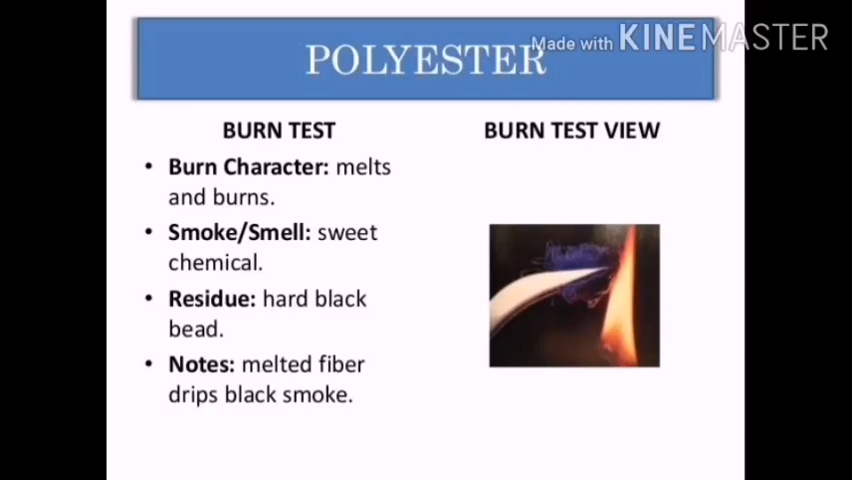 Made with KINEMASTER
POLYESTER
BURN TEST
• Burn Character: melts
and burns.
• Smoke/Smell: sweet
chemical.
• Residue: hard black
bead.
• Notes: melted fiber
drips black smoke.
BURN TEST VIEW